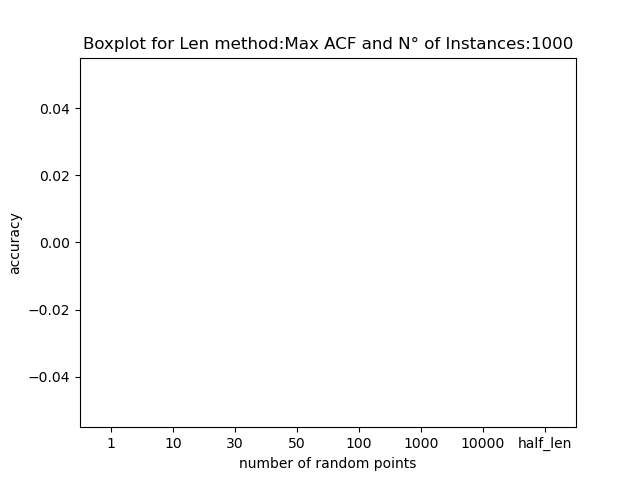 Boxplot for Len method:Max ACF and N° of Instances:1000
0.04
0.02
0.00
−0.02
−0.04
accuracy
1 10 30 50 100 1000 10000 half_len
number of random points